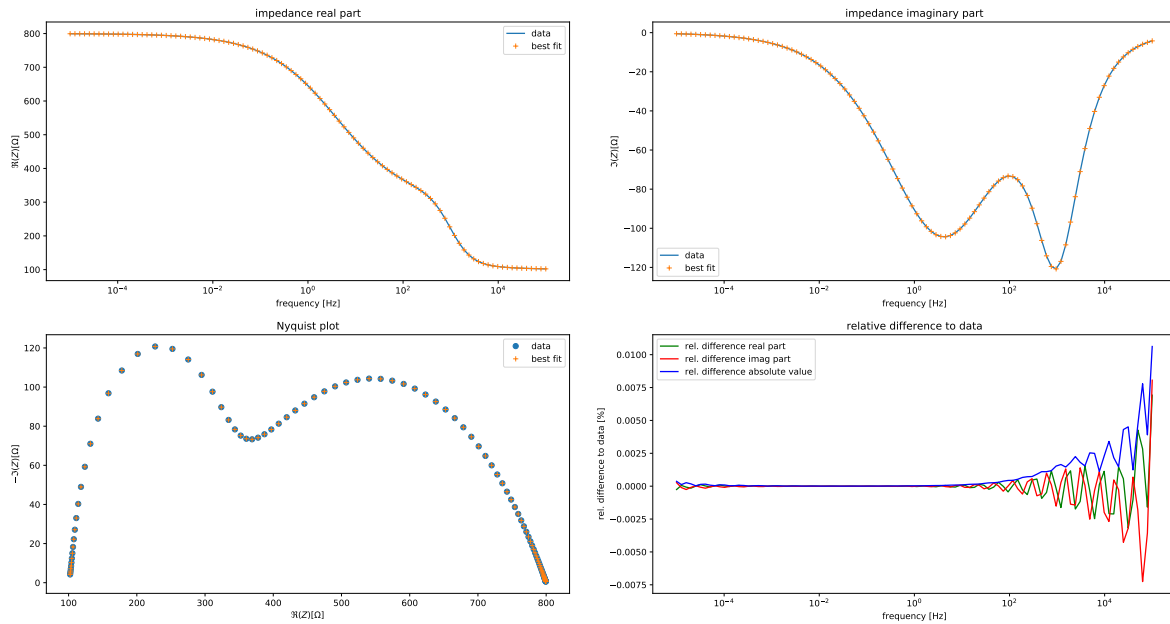 impedance real part
800
700
600
500
400
300
200
100
ℜ(Z)[Ω]
data
best fit
10⁻⁴
10⁻²
10⁰
10²
10⁴
frequency [Hz]
impedance imaginary part
0
−20
−40
−60
−80
−100
−120
ℑ(Z)[Ω]
data
best fit
10⁻⁴
10⁻²
10⁰
10²
10⁴
frequency [Hz]
Nyquist plot
120
100
80
60
40
20
0
−ℑ(Z)[Ω]
data
best fit
100
200
300
400
500
600
700
800
ℜ(Z)[Ω]
relative difference to data
0.0100
0.0075
0.0050
0.0025
0.0000
−0.0025
−0.0050
−0.0075
rel. difference to data [%]
rel. difference real part
rel. difference imag part
rel. difference absolute value
10⁻⁴
10⁻²
10⁰
10²
10⁴
frequency [Hz]